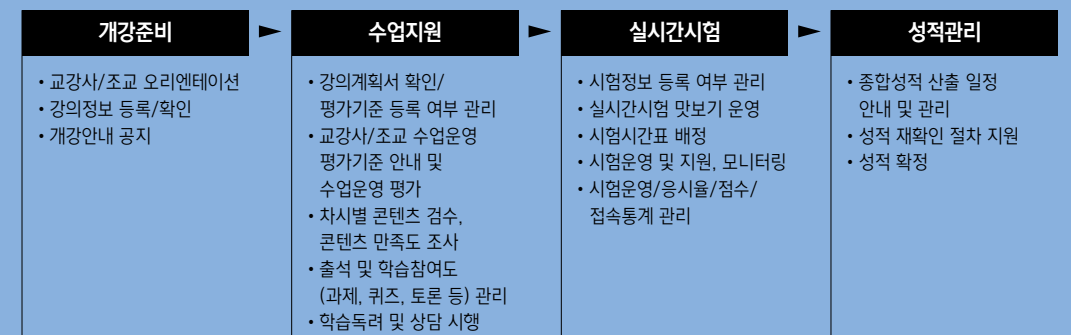 개강준비
• 교강사/조교 오리엔테이션
• 강의정보 등록/확인
• 개강안내 공지
수업지원
• 강의계획서 확인/
평가기준 등록 여부 관리
• 교강사/조교 수업운영
평가기준 안내 및
수업운영 평가
• 차시별 콘텐츠 검수,
콘텐츠 만족도 조사
• 출석 및 학습참여도
(과제, 퀴즈, 토론 등) 관리
• 학습독려 및 상담 시행
실시간시험
• 시험정보 등록 여부 관리
• 실시간시험 맛보기 운영
• 시험시간표 배정
• 시험운영 및 지원, 모니터링
• 시험운영/응시율/점수/
접속통계 관리
성적관리
• 종합성적 산출 일정
안내 및 관리
• 성적 재확인 절차 지원
• 성적 확정